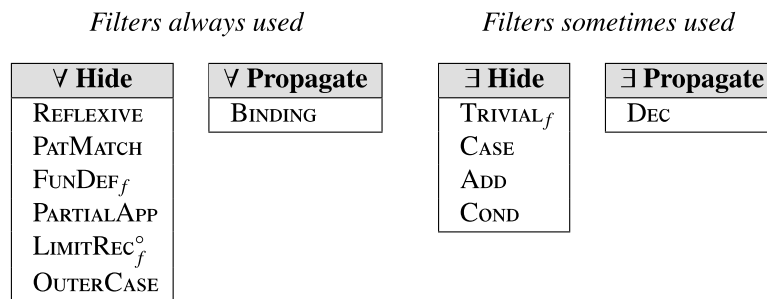 Filters always used
Filters sometimes used
∀ Hide
REFLEXIVE
PATMATCH
FUNDEF_f
PARTIALAPP
LIMITREC°_f
OUTERCASE
∀ Propagate
BINDING
∃ Hide
TRIVIAL_f
CASE
ADD
COND
∃ Propagate
DEC